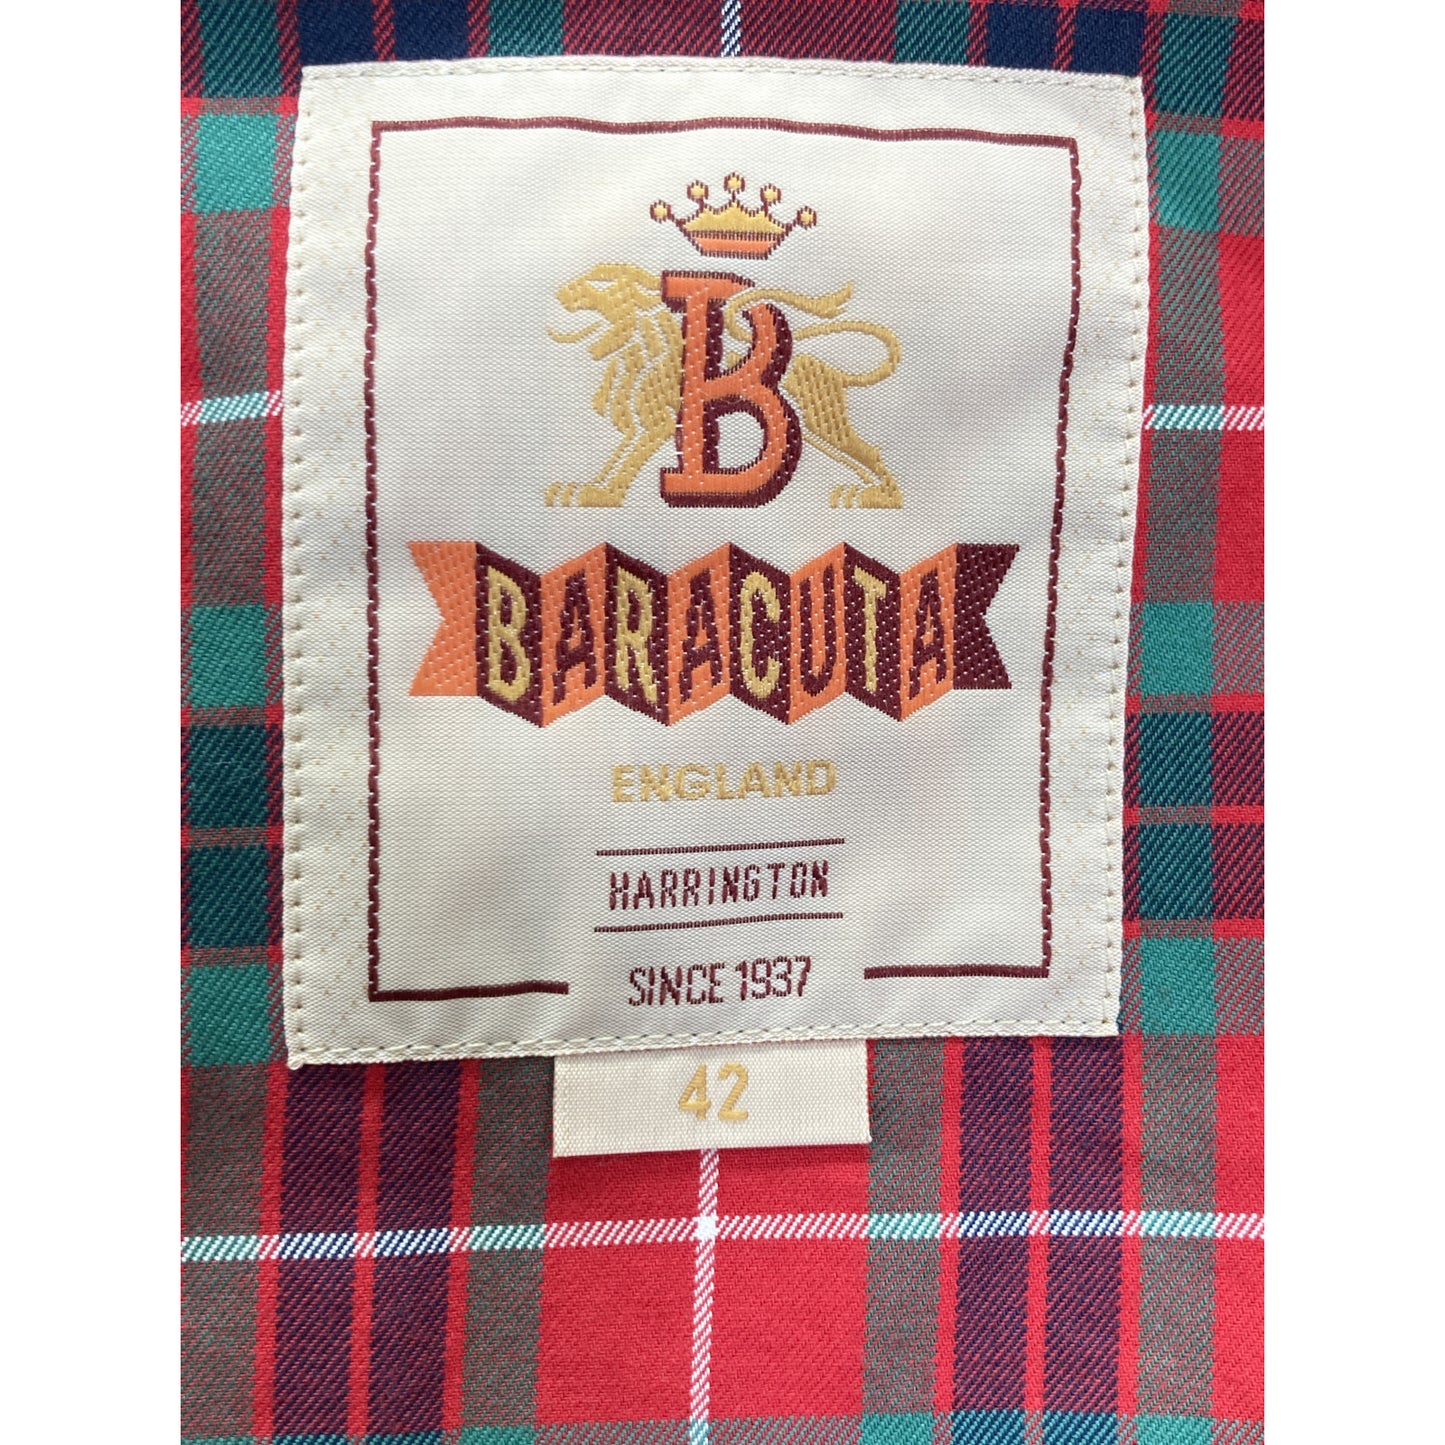 B
BARACUTA
ENGLAND
HARRINGTON
SINCE 1937
42